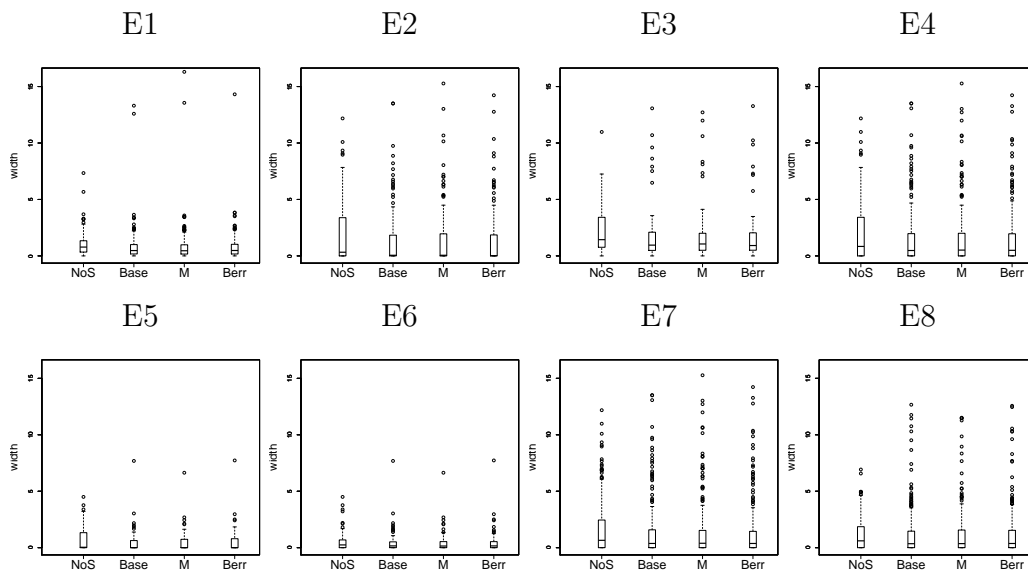 E1 E2 E3 E4
15 15 15 15
10 10 10 10
width width width width
5 5 5 5
0 0 0 0
NoS Base M Berr NoS Base M Berr NoS Base M Berr NoS Base M Berr
E5 E6 E7 E8
15 15 15 15
10 10 10 10
width width width width
5 5 5 5
0 0 0 0
NoS Base M Berr NoS Base M Berr NoS Base M Berr NoS Base M Berr